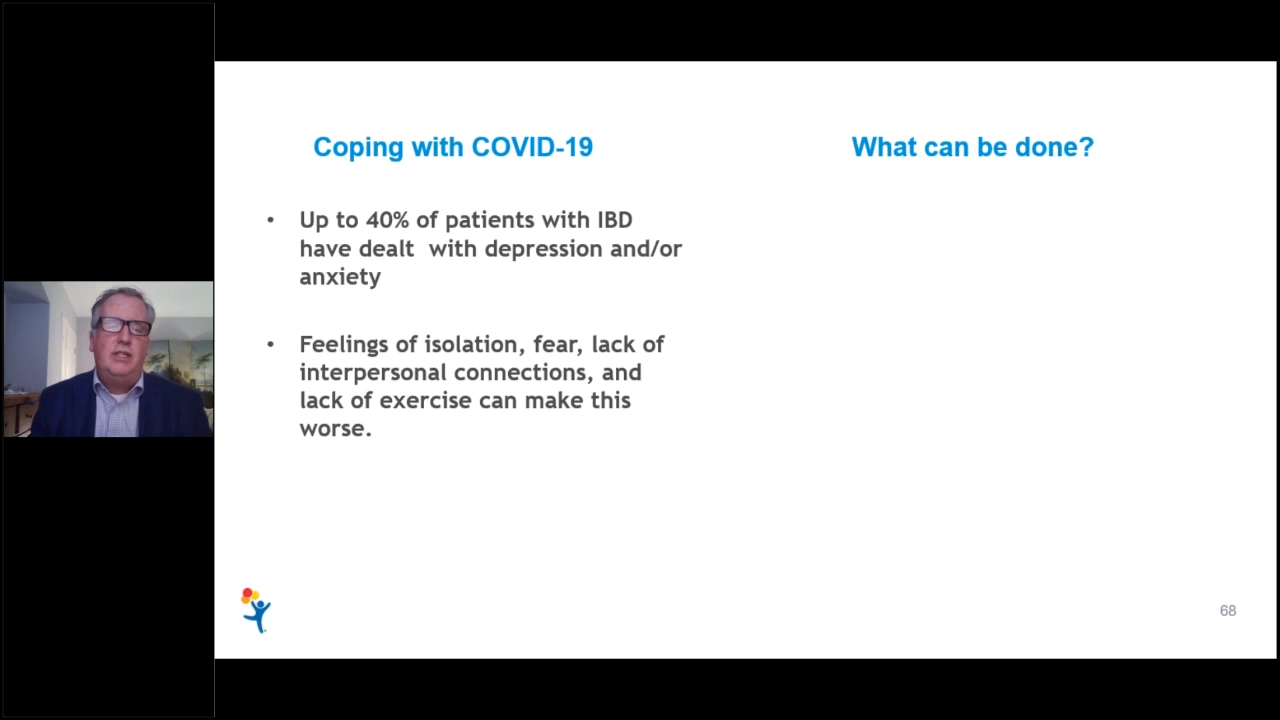 Coping with COVID-19
• Up to 40% of patients with IBD
have dealt  with depression and/or
anxiety
• Feelings of isolation, fear, lack of
interpersonal connections, and
lack of exercise can make this
worse.
What can be done?
68